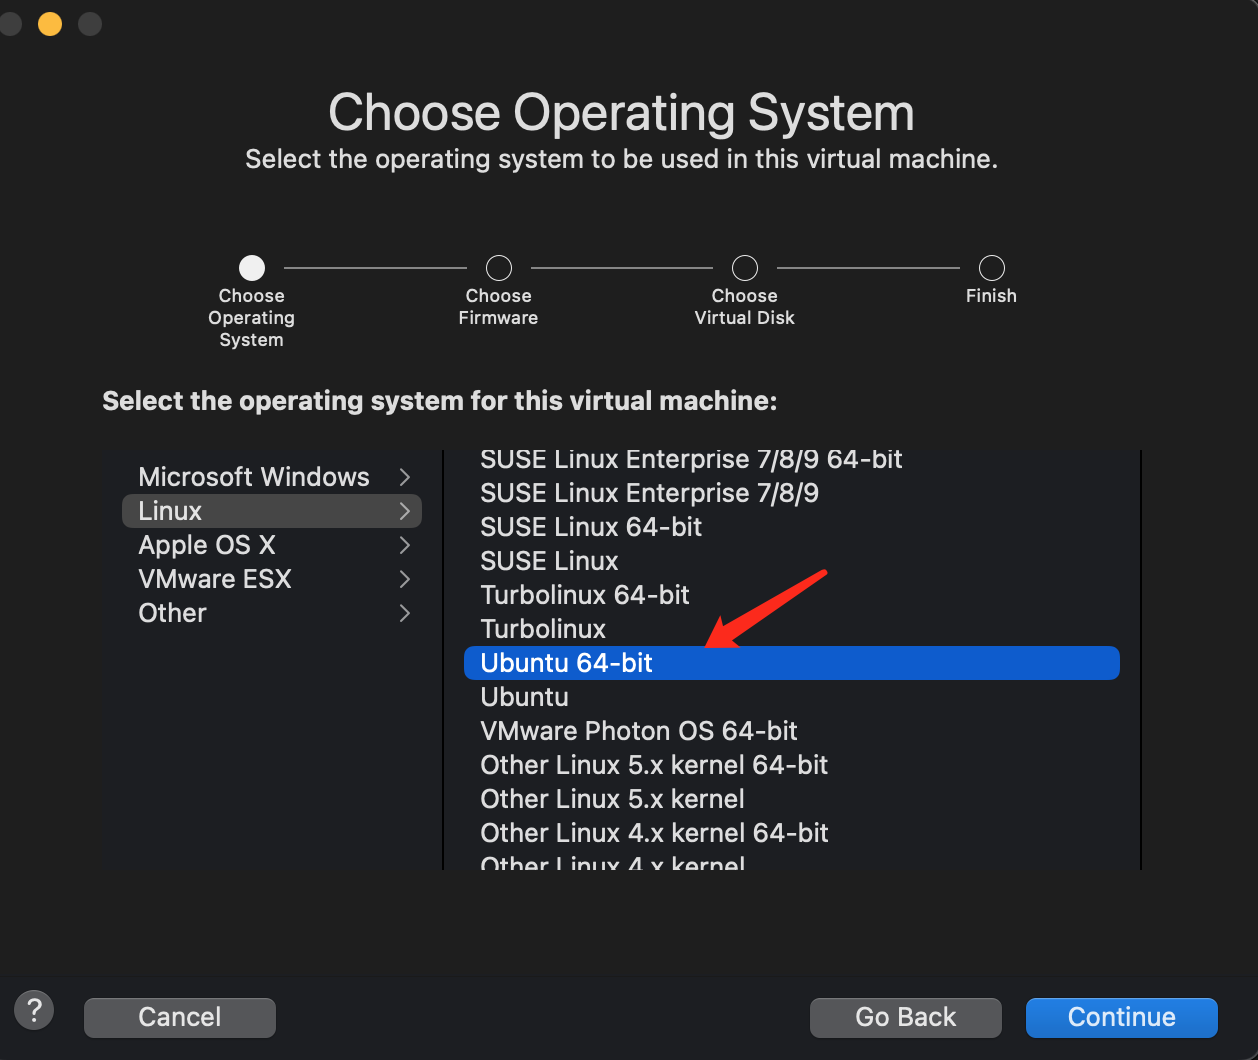 Choose Operating System
Select the operating system to be used in this virtual machine.
Choose
Operating
System
Choose
Firmware
Choose
Virtual Disk
Finish
Select the operating system for this virtual machine:
Microsoft Windows
Linux
Apple OS X
VMware ESX
Other
SUSE Linux Enterprise 7/8/9 64-bit
SUSE Linux Enterprise 7/8/9
SUSE Linux 64-bit
SUSE Linux
Turbolinux 64-bit
Turbolinux
Ubuntu 64-bit
Ubuntu
VMware Photon OS 64-bit
Other Linux 5.x kernel 64-bit
Other Linux 5.x kernel
Other Linux 4.x kernel 64-bit
Other Linux 4.x kernel
?
Cancel
Go Back
Continue